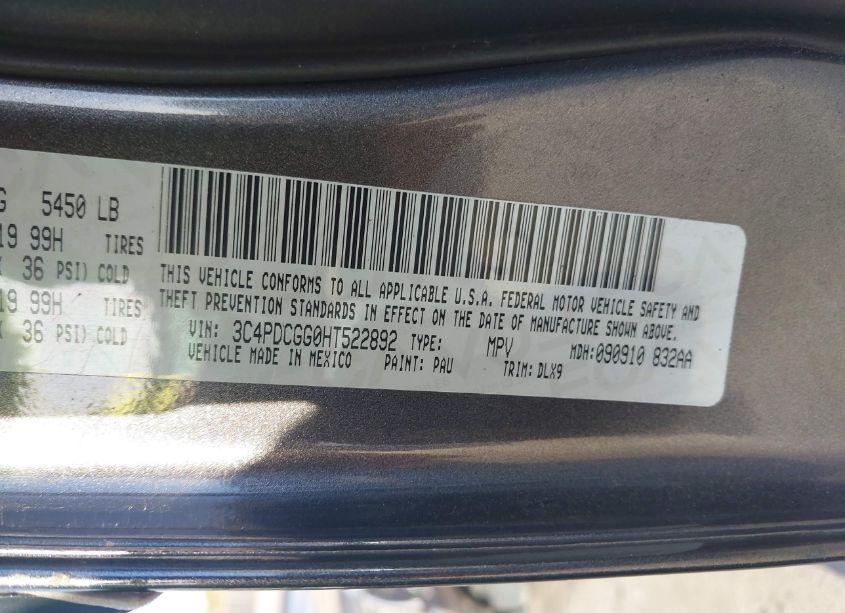 G 5450 LB
19 99H TIRES
36 PSI) COLD
19 99H TIRES
36 PSI) COLD
THIS VEHICLE CONFORMS TO ALL APPLICABLE U.S.A. FEDERAL MOTOR VEHICLE SAFETY AND
THEFT PREVENTION STANDARDS IN EFFECT ON THE DATE OF MANUFACTURE SHOWN ABOVE.
VIN: 3C4PDCGG0HT522892 TYPE: MPV MDH:090910 832AA
VEHICLE MADE IN MEXICO PAINT: PAU TRIM: DLX9